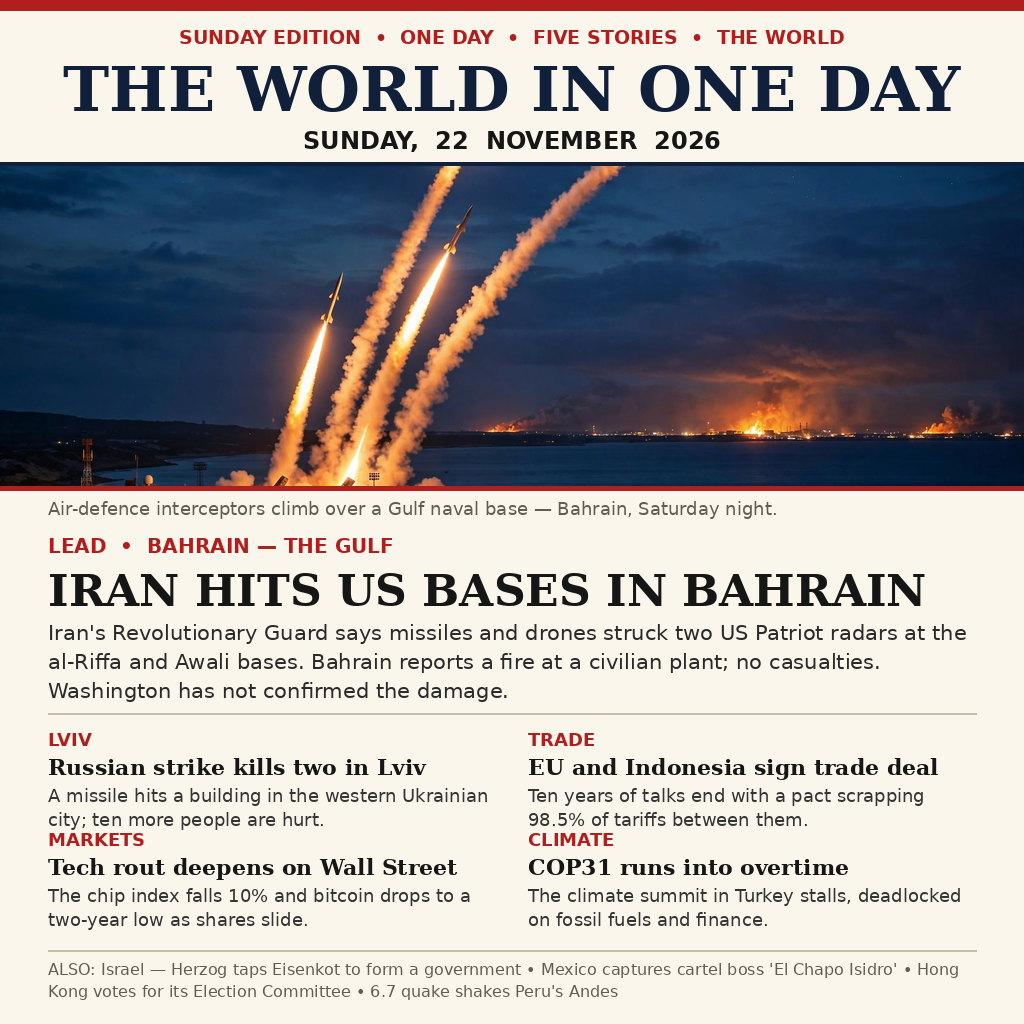 SUNDAY EDITION • ONE DAY • FIVE STORIES • THE WORLD
THE WORLD IN ONE DAY
SUNDAY, 22 NOVEMBER 2026
Air-defence interceptors climb over a Gulf naval base — Bahrain, Saturday night.
LEAD • BAHRAIN — THE GULF
IRAN HITS US BASES IN BAHRAIN
Iran's Revolutionary Guard says missiles and drones struck two US Patriot radars at the
al-Riffa and Awali bases. Bahrain reports a fire at a civilian plant; no casualties.
Washington has not confirmed the damage.
LVIV
Russian strike kills two in Lviv
A missile hits a building in the western Ukrainian
city; ten more people are hurt.
TRADE
EU and Indonesia sign trade deal
Ten years of talks end with a pact scrapping
98.5% of tariffs between them.
MARKETS
Tech rout deepens on Wall Street
The chip index falls 10% and bitcoin drops to a
two-year low as shares slide.
CLIMATE
COP31 runs into overtime
The climate summit in Turkey stalls, deadlocked
on fossil fuels and finance.
ALSO: Israel — Herzog taps Eisenkot to form a government • Mexico captures cartel boss 'El Chapo Isidro' • Hong
Kong votes for its Election Committee • 6.7 quake shakes Peru's Andes